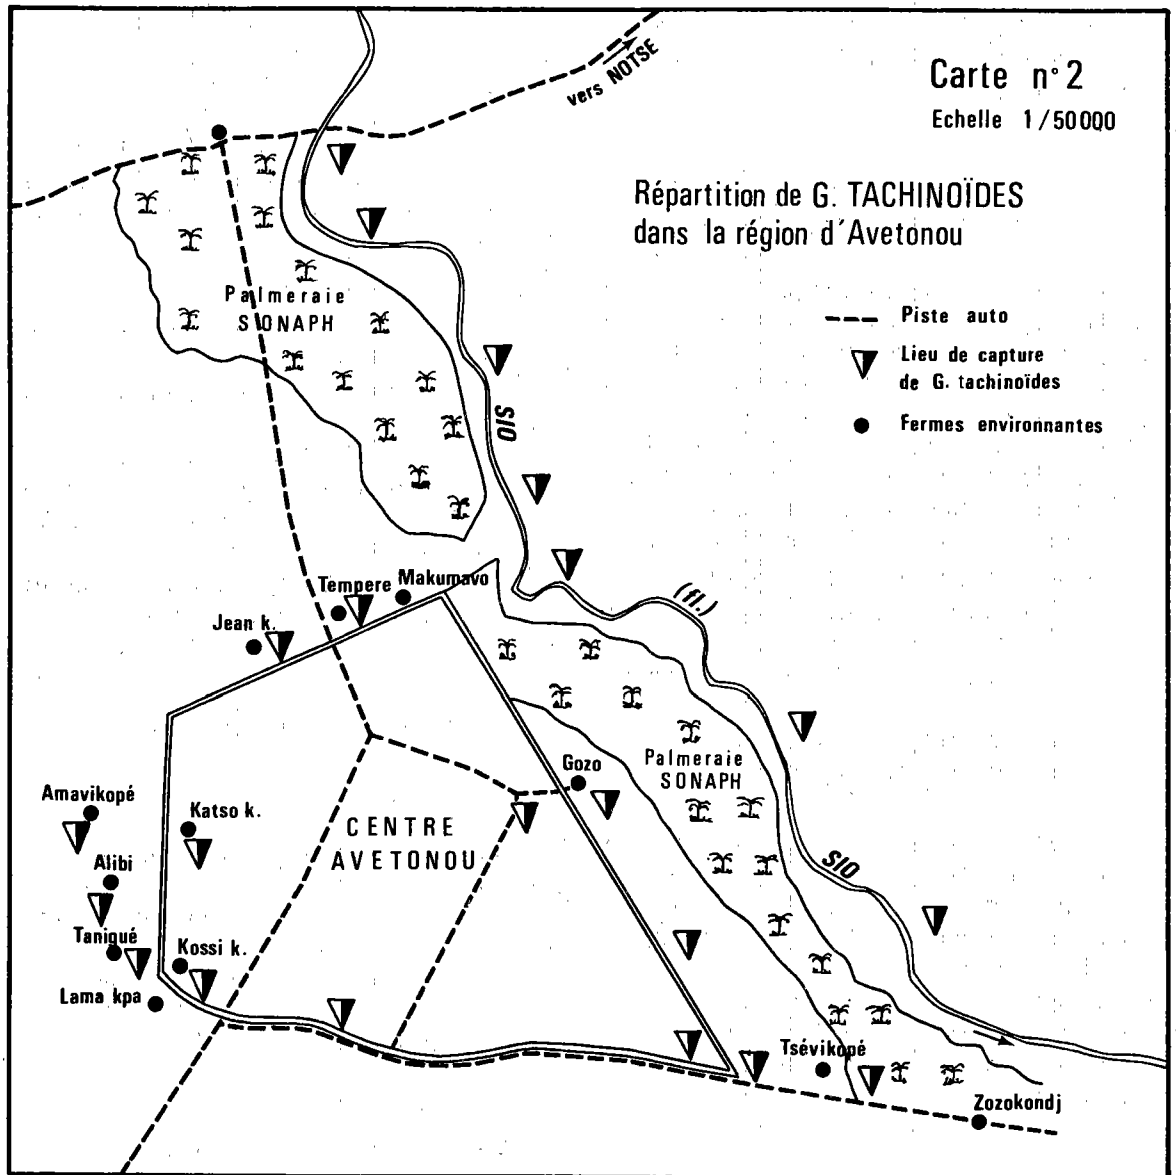 Carte n° 2
Echelle 1/50000
vers NOTSE
Répartition de G. TACHINOÏDES
dans la région d'Avetonou
Piste auto
Lieu de capture
de G. tachinoïdes
Fermes environnantes
Palmeraie
SONAPH
SIO
(fl.)
Tempere
Makumavo
Jean k.
Gozo
Palmeraie
SONAPH
Amavikopé
Katso k.
CENTRE
AVETONOU
Alibi
SIO
Taniqué
Kossi k.
Lama kpa
Tsévikopé
Zozokondj